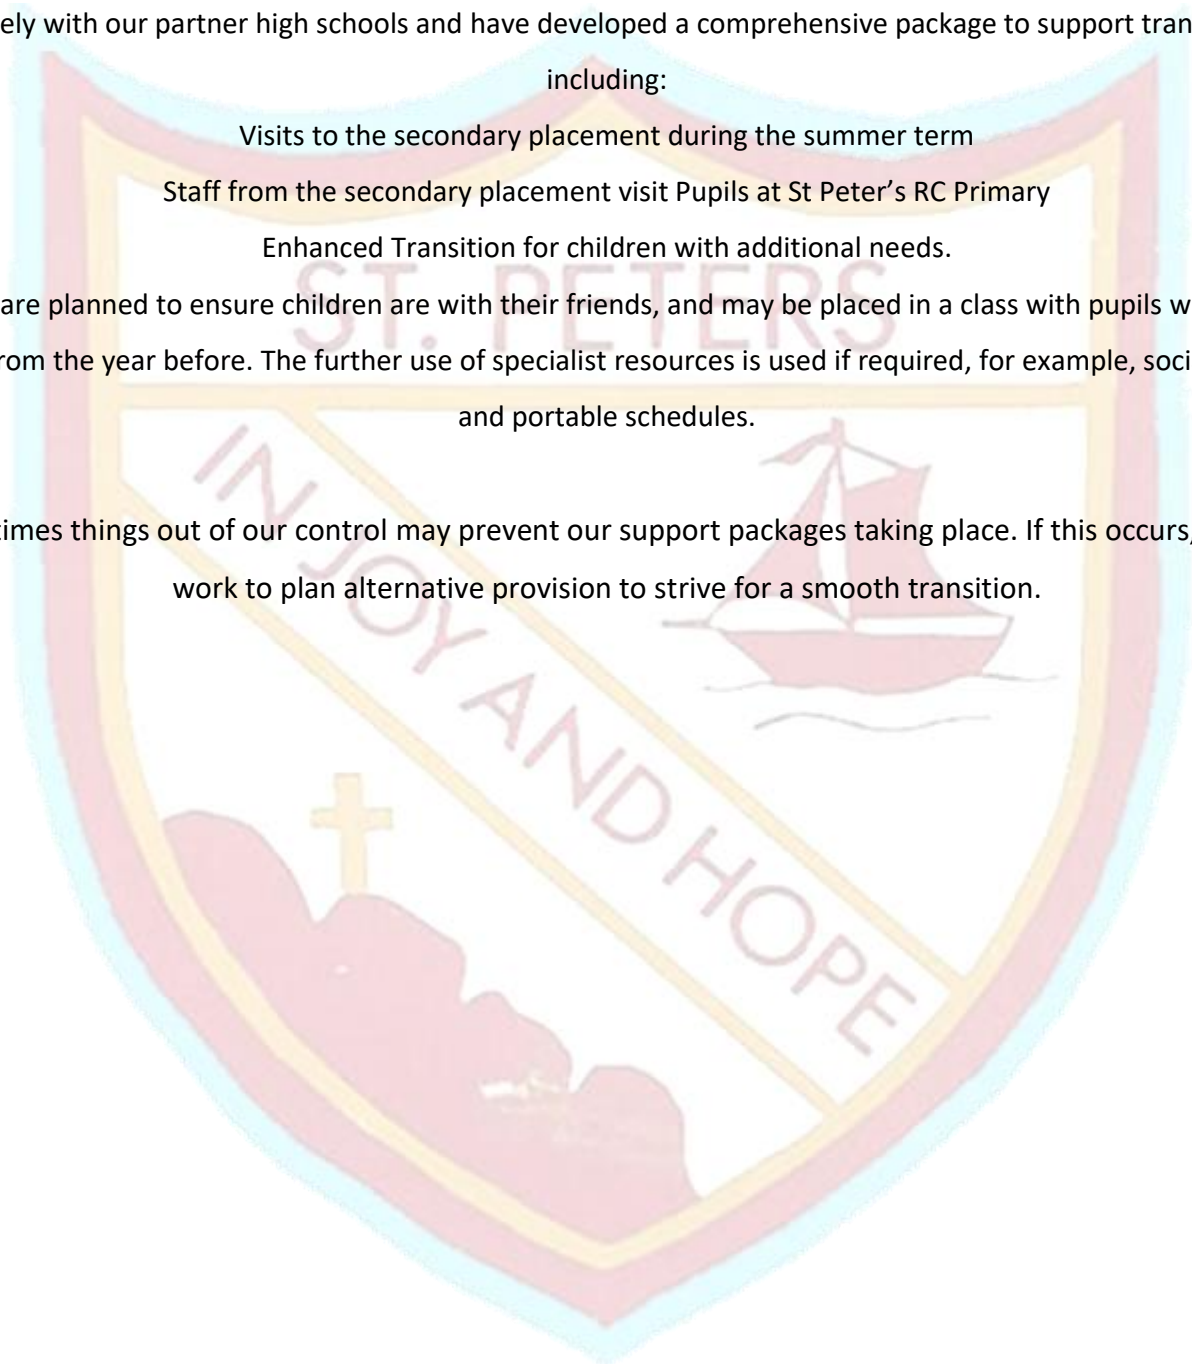 ely with our partner high schools and have developed a comprehensive package to support tran
including:
Visits to the secondary placement during the summer term
Staff from the secondary placement visit Pupils at St Peter’s RC Primary
Enhanced Transition for children with additional needs.
ST. PETERS
are planned to ensure children are with their friends, and may be placed in a class with pupils w
rom the year before. The further use of specialist resources is used if required, for example, soci
and portable schedules.
times things out of our control may prevent our support packages taking place. If this occurs,
work to plan alternative provision to strive for a smooth transition.
IN JOY AND HOPE